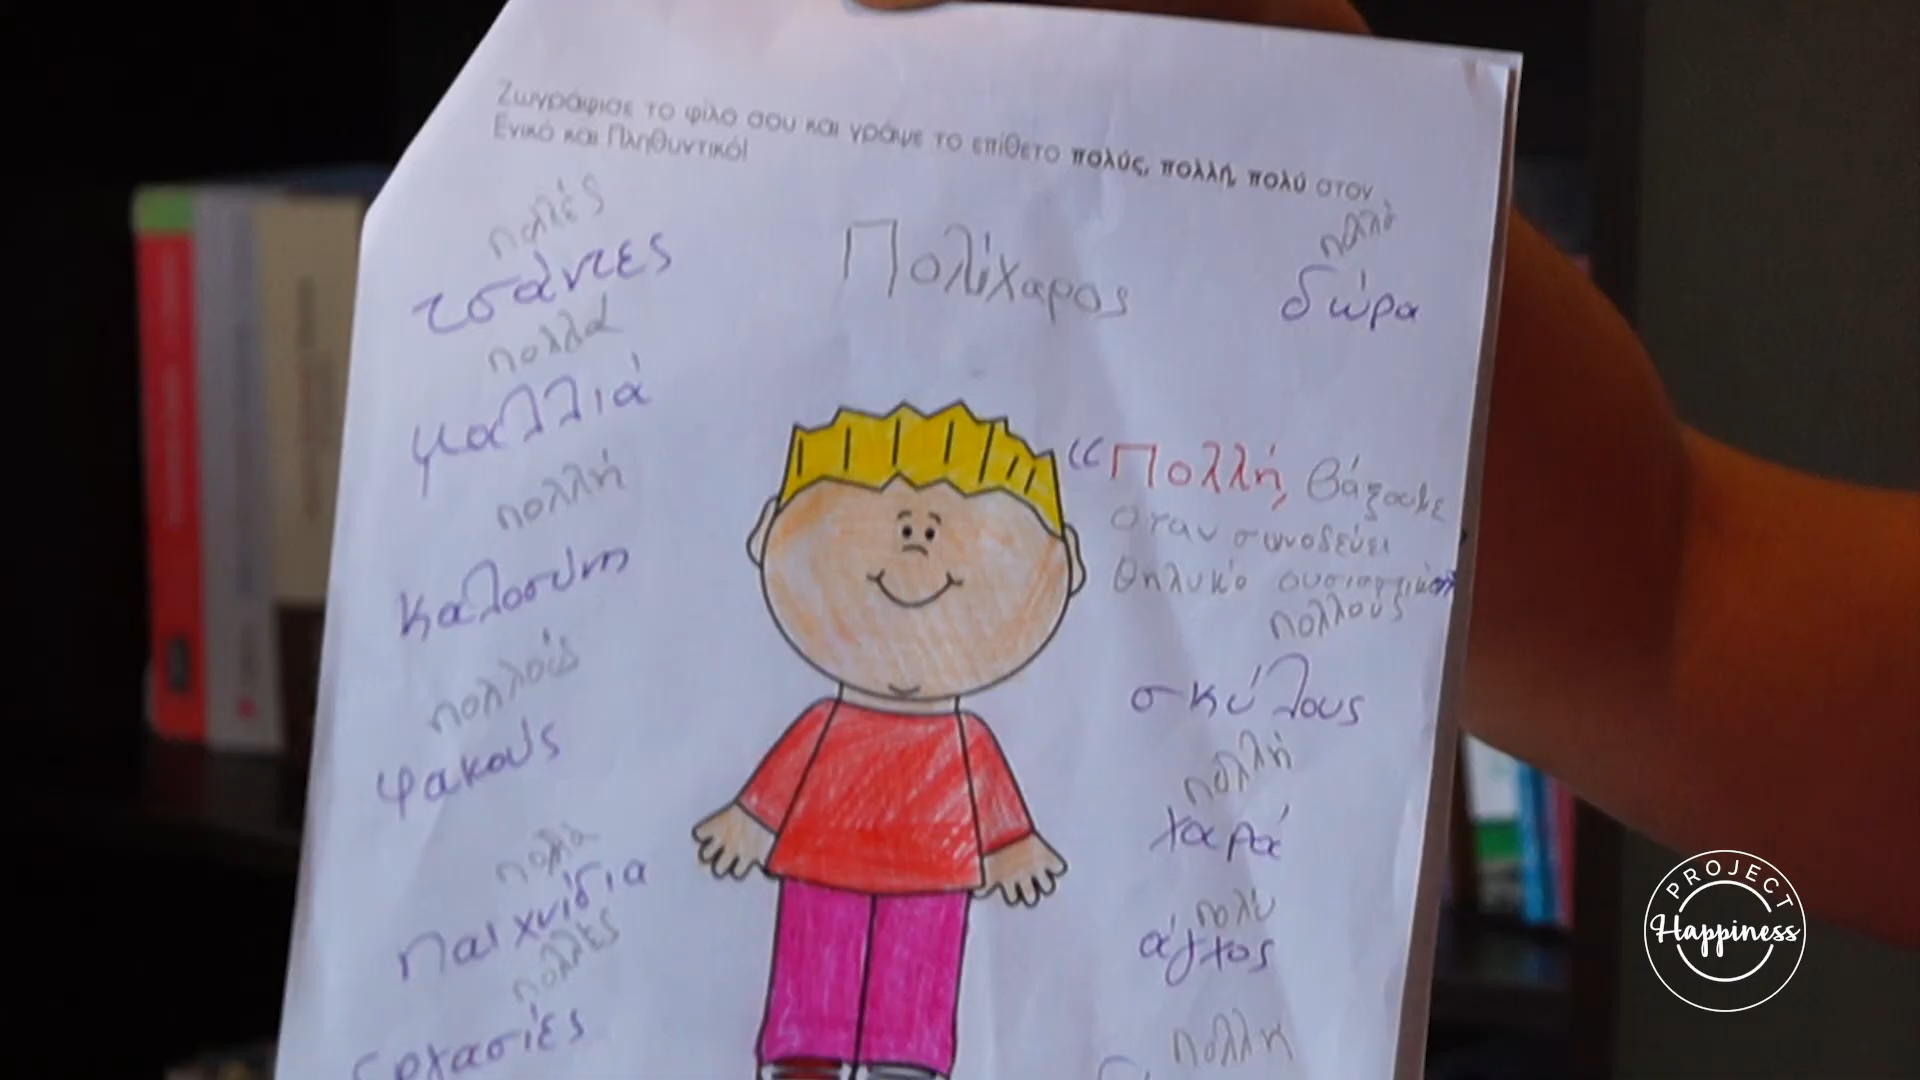 Ζωγράφισε το φίλο σου και γράψε το επίθετο πολύς, πολλή, πολύ στον
Ενικό και Πληθυντικό!
Πολίχαρος
πολλές
τσάντες
πολλά
μαλλιά
πολλή
καλοσύνη
πολλούς
φακούς
πολλά
παιχνίδια
πολλές
εργασίες
πολλά
δώρα
“Πολλή, βάζουμε
όταν συνοδεύει
θηλυκό ουσιαστικό”
πολλούς
σκύλους
πολλή
χαρά
πολύ
άγχος
πολλη
PROJECT
Happiness